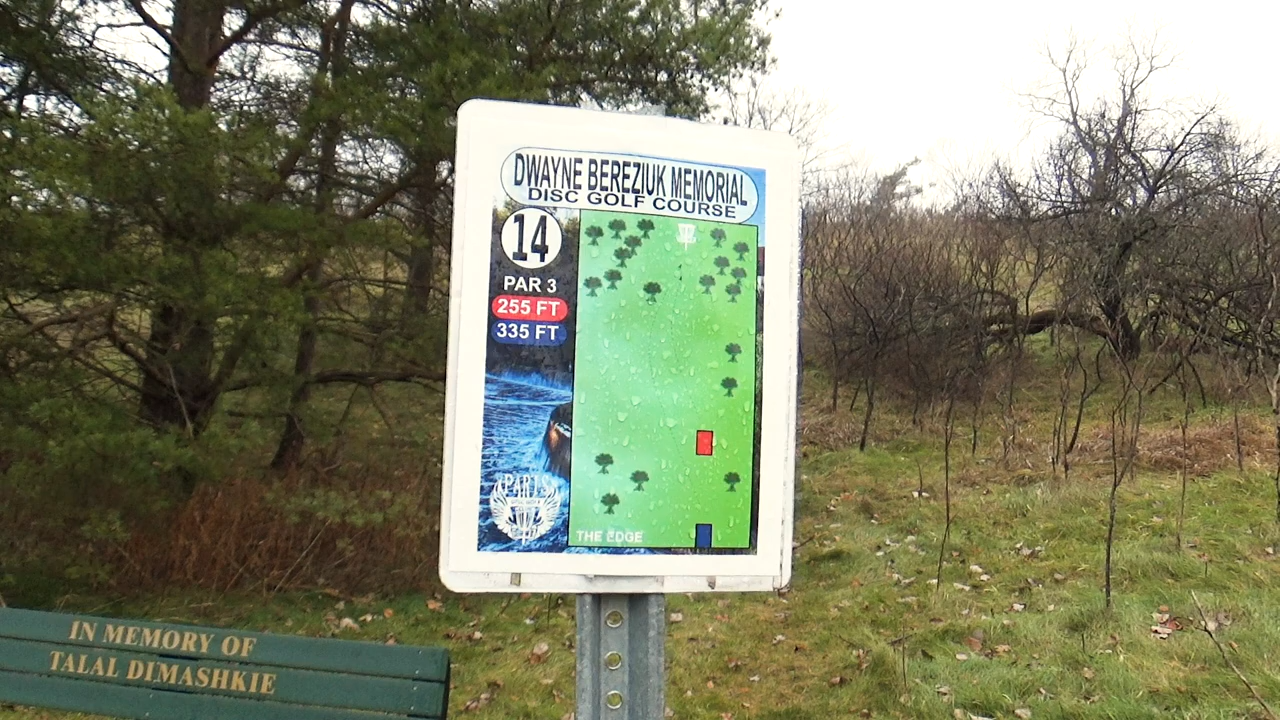 DWAYNE BEREZIUK MEMORIAL
DISC GOLF COURSE
14
PAR 3
255 FT
335 FT
PARTS
THE EDGE
IN MEMORY OF
TALAL DIMASHKIE